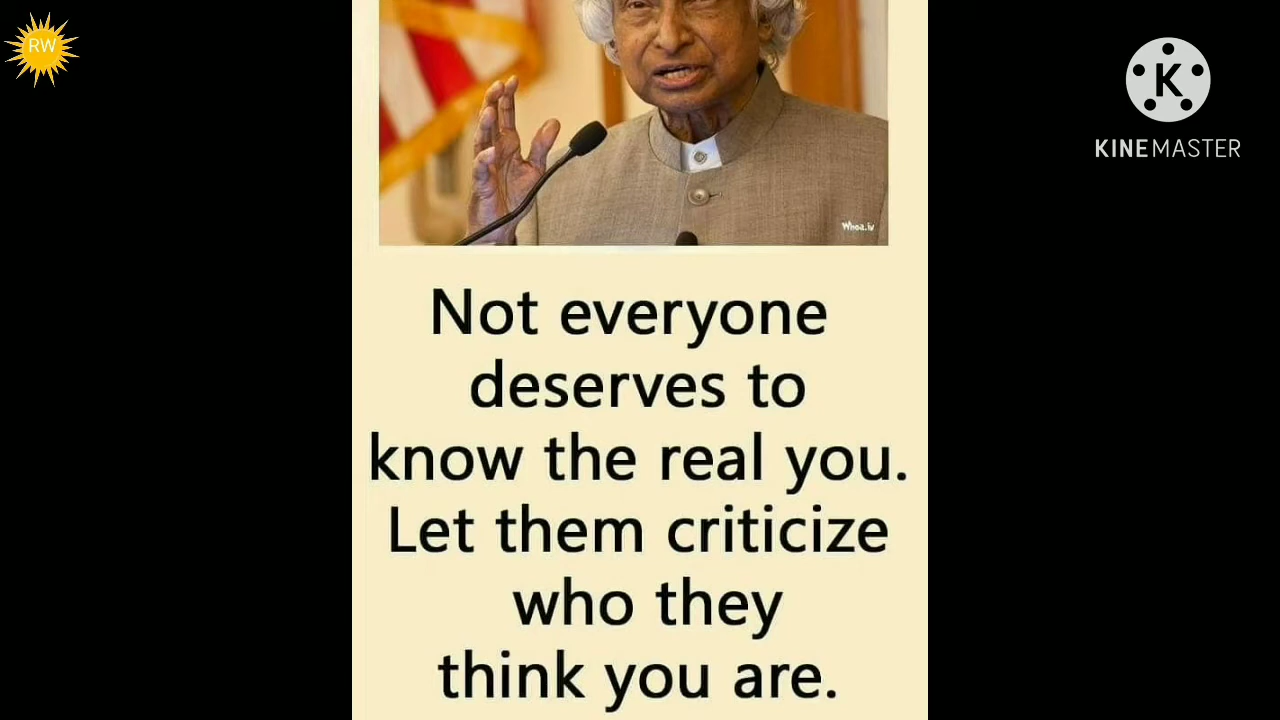 RW
KINEMASTER
Whoa.in
Not everyone
deserves to
know the real you.
Let them criticize
who they
think you are.